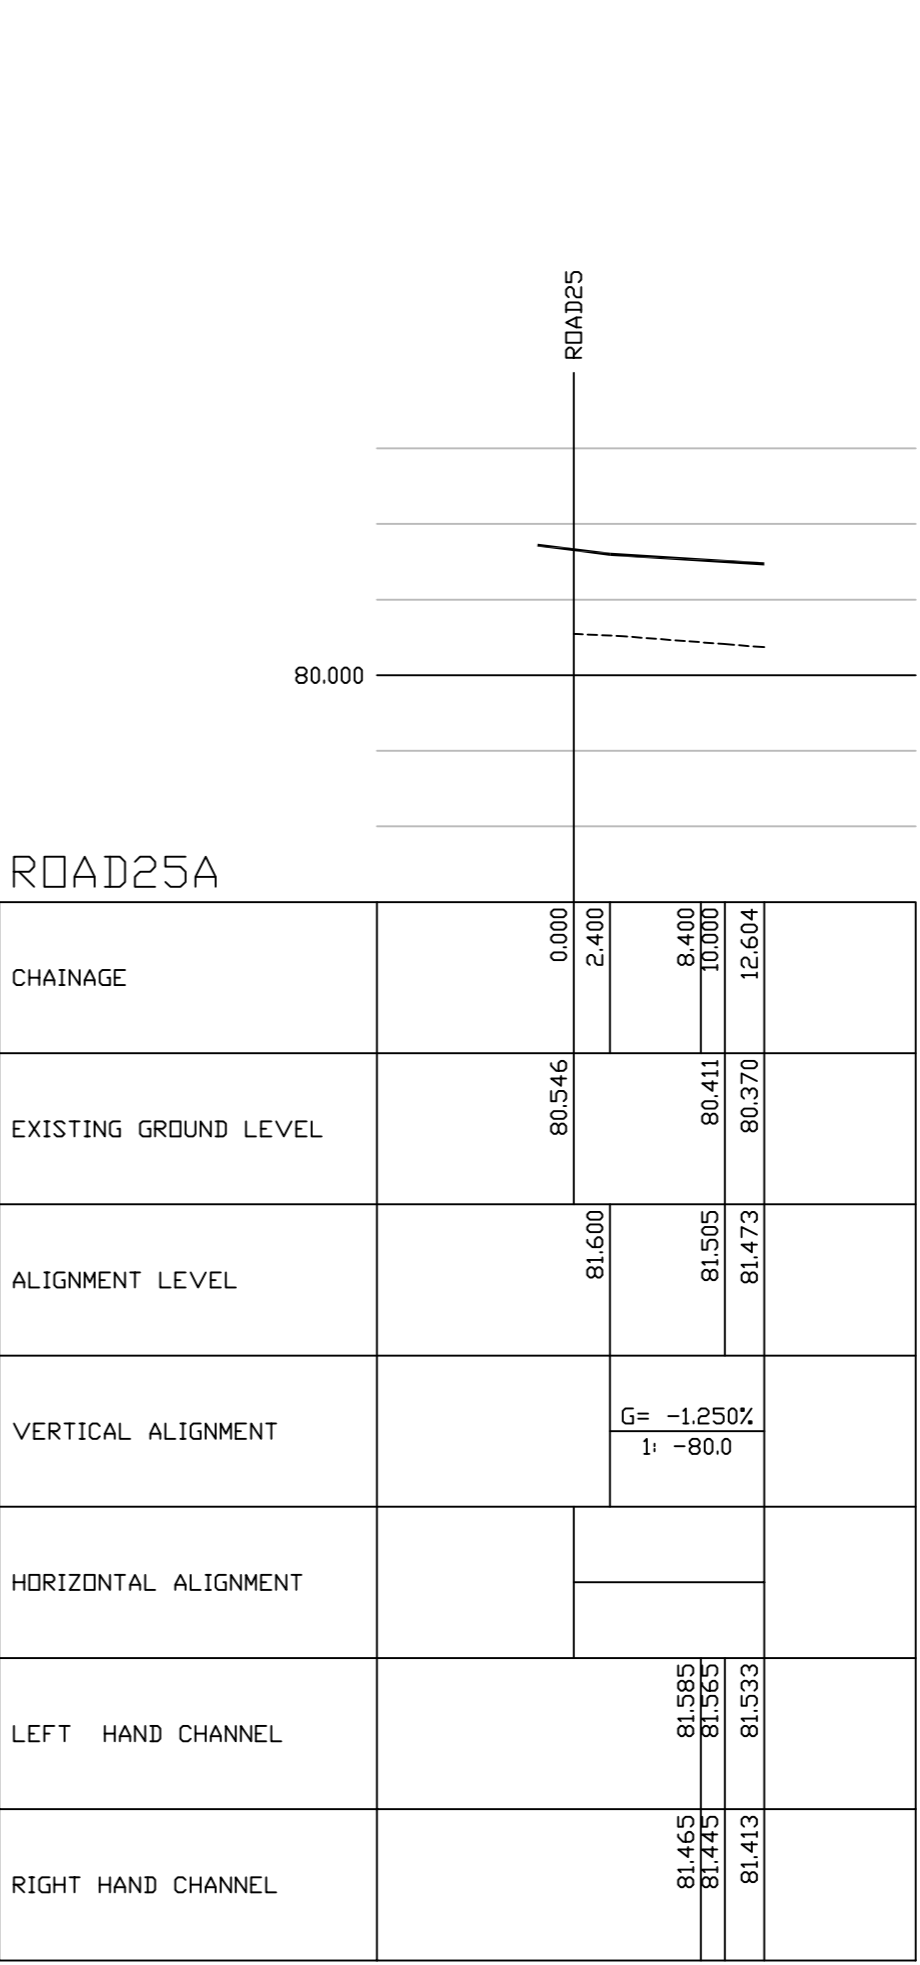 ROAD25
80.000
ROAD25A
CHAINAGE
0.000
2.400
8.400
10.000
12.604
EXISTING GROUND LEVEL
80.546
80.411
80.370
ALIGNMENT LEVEL
81.600
81.505
81.473
VERTICAL ALIGNMENT
G= -1.250%
1: -80.0
HORIZONTAL ALIGNMENT
LEFT HAND CHANNEL
81.585
81.565
81.533
RIGHT HAND CHANNEL
81.465
81.445
81.413